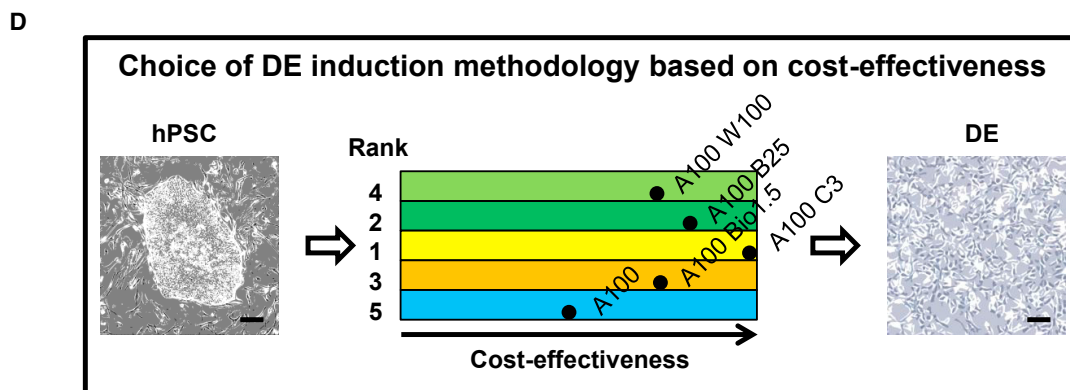 D
Choice of DE induction methodology based on cost-effectiveness
hPSC
Rank
4
A100 W100
2
A100 B25
1
A100 C3
3
A100 Bio1.5
5
A100
Cost-effectiveness
DE